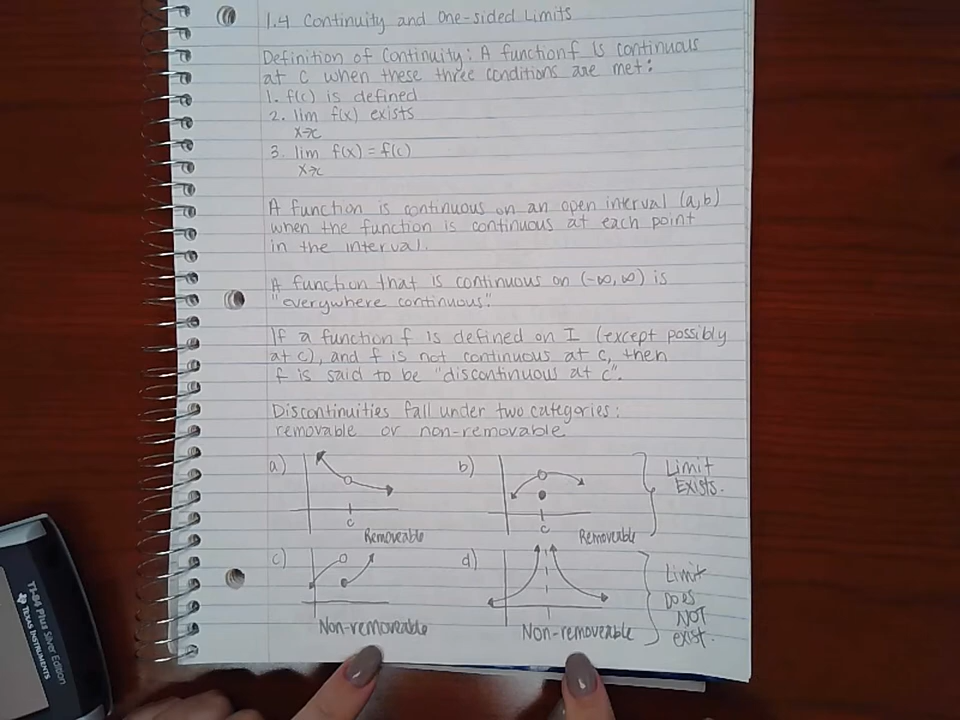 1.4 Continuity and One-sided Limits
Definition of Continuity: A function f is continuous
at c when these three conditions are met:
1. f(c) is defined
2. lim f(x) exists
x→c
3. lim f(x) = f(c)
x→c
A function is continuous on an open interval (a,b)
when the function is continuous at each point
in the interval.
A function that is continuous on (-∞,∞) is
"everywhere continuous".
If a function f is defined on I (except possibly
at c), and f is not continuous at c, then
f is said to be "discontinuous at c".
Discontinuities fall under two categories:
removable or non-removable
a)
c
Removeable
b)
c
Removeable
Limit
Exists.
c)
Non-removeable
d)
Non-removeable
Limit
Does
NOT
exist.
TI-84 Plus Silver Edition
TEXAS INSTRUMENTS